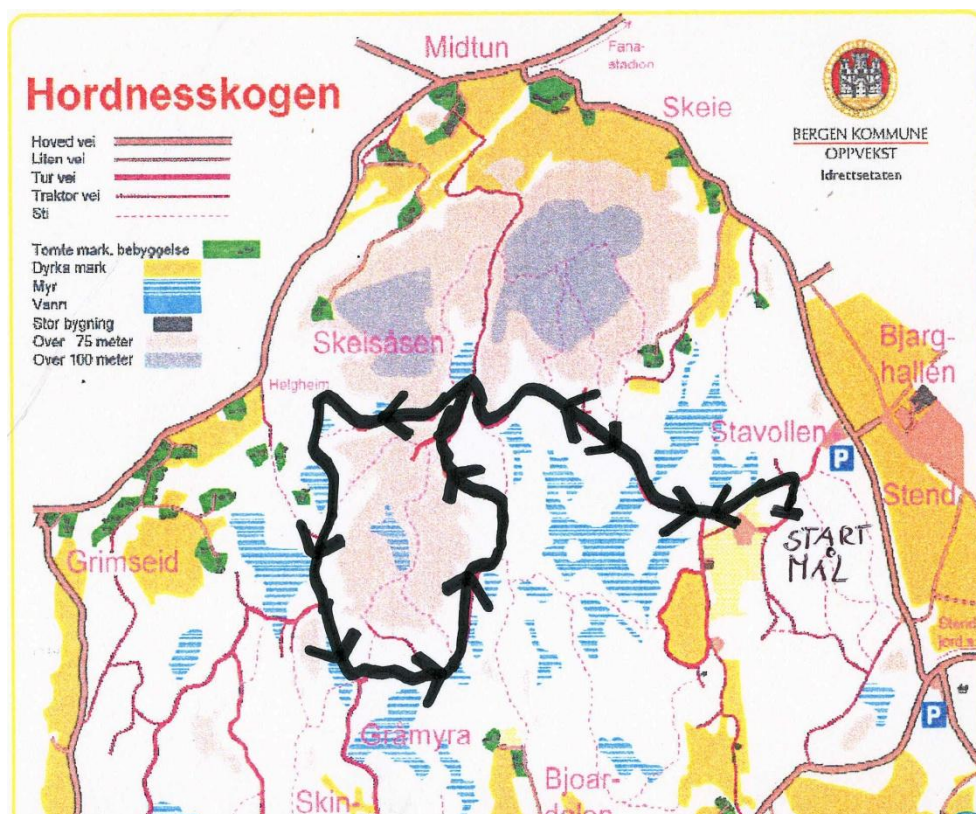 Midtun
Fana-
stadion
Hordnesskogen
Skeie
BERGEN KOMMUNE
OPPVEKST
Idrettsetaten
Hoved vei
Liten vei
Tur vei
Traktor vei
Sti
Tomte mark, bebyggelse
Dyrka mark
Myr
Vann
Stor bygning
Over 75 meter
Over 100 meter
Skeisåsen
Helgheim
Bjarg-
hallen
Stavollen
P
Stend
START
MÅL
Grimseid
Stend
P
Gråmyra
Skin-
Bjoar-
dalen